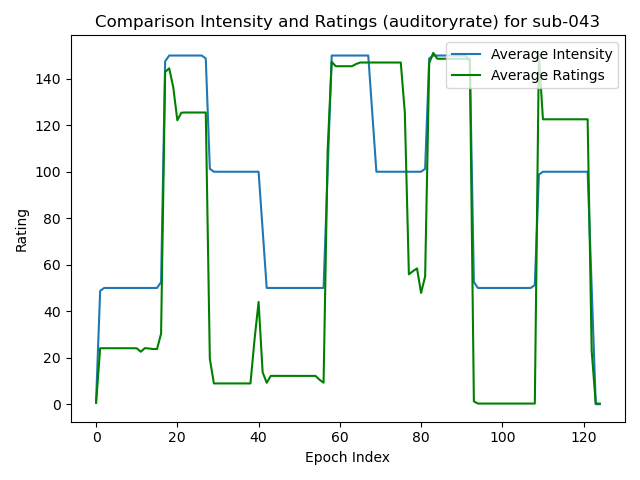 Comparison Intensity and Ratings (auditoryrate) for sub-043
Average Intensity
Average Ratings
Rating
140
120
100
80
60
40
20
0
0 20 40 60 80 100 120
Epoch Index